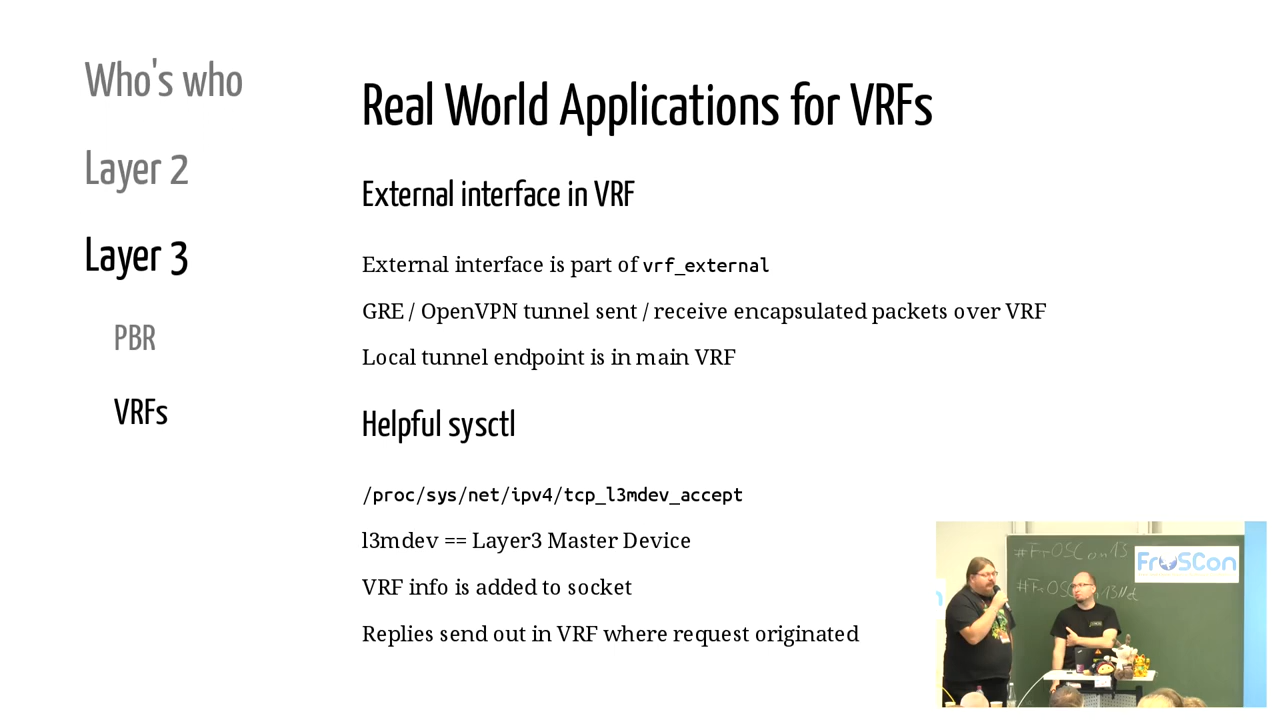 Who's who
Layer 2
Layer 3
PBR
VRFs
Real World Applications for VRFs
External interface in VRF
External interface is part of vrf_external
GRE / OpenVPN tunnel sent / receive encapsulated packets over VRF
Local tunnel endpoint is in main VRF
Helpful sysctl
/proc/sys/net/ipv4/tcp_l3mdev_accept
l3mdev == Layer3 Master Device
VRF info is added to socket
Replies send out in VRF where request originated
#FrOSCon13
FrOSCon